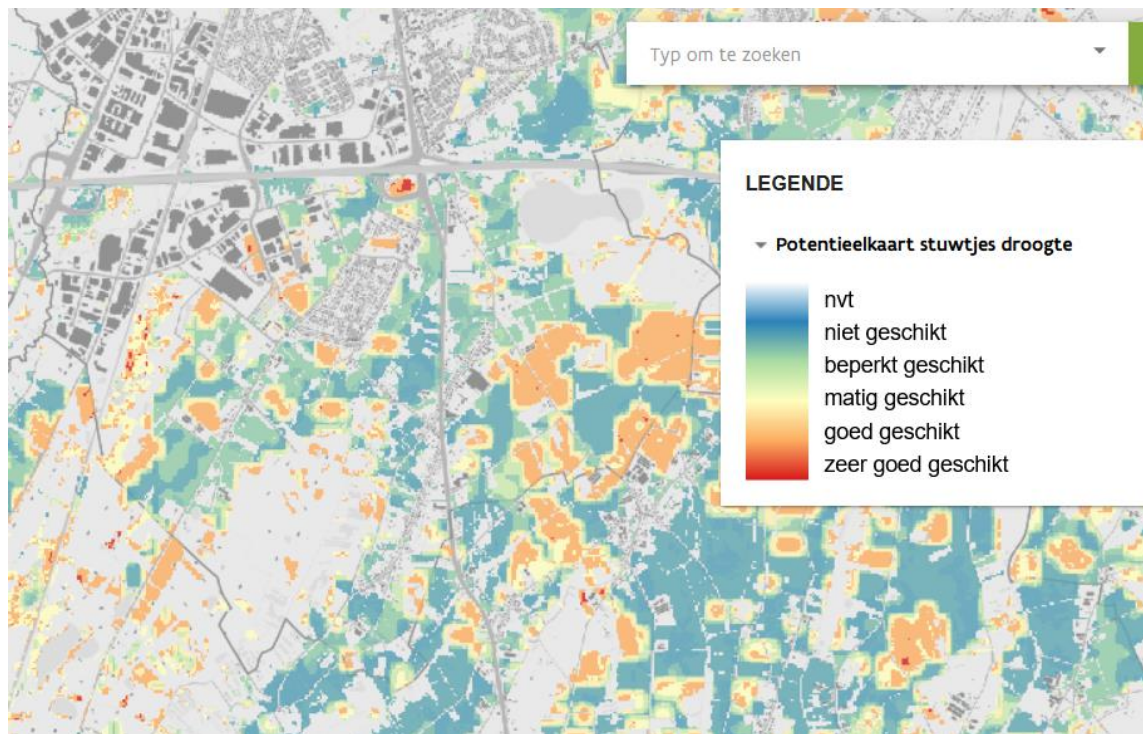 Typ om te zoeken
LEGENDE
Potentieelkaart stuwtjes droogte
nvt
niet geschikt
beperkt geschikt
matig geschikt
goed geschikt
zeer goed geschikt